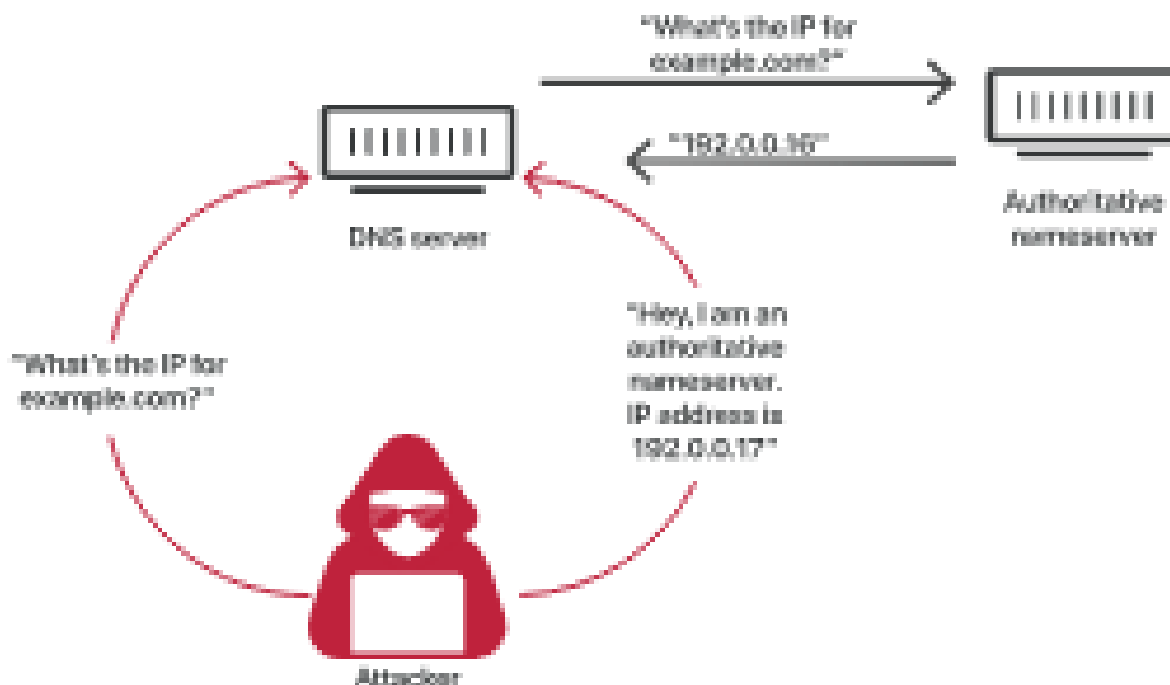 "What's the IP for
example.com?"
"192.0.0.16"
DNS server
Authoritative
nameserver
"What's the IP for
example.com?"
"Hey, I am an
authoritative
nameserver.
IP address is
192.0.0.17"
Attacker